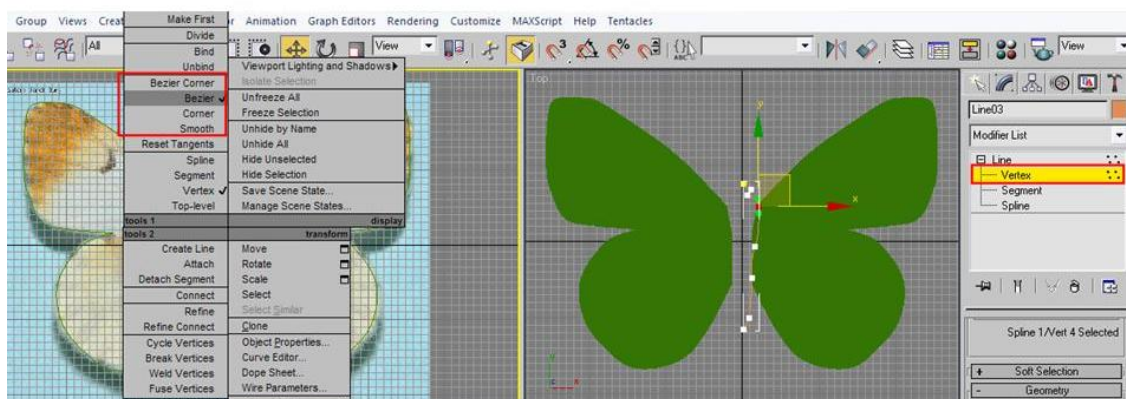 Group Views Creat Animation Graph Editors Rendering Customize MAXScript Help Tentacles
All
View
ABC
View
Make First
Divide
Bind
Unbind
Bezier Corner
Bezier
Corner
Smooth
Reset Tangents
Spline
Segment
Vertex
Top-level
tools 1
tools 2
Create Line
Attach
Detach Segment
Connect
Refine
Refine Connect
Cycle Vertices
Break Vertices
Weld Vertices
Fuse Vertices
Viewport Lighting and Shadows
Isolate Selection
Unfreeze All
Freeze Selection
Unhide by Name
Unhide All
Hide Unselected
Hide Selection
Save Scene State...
Manage Scene States...
display
transform
Move
Rotate
Scale
Select
Select Similar
Clone
Object Properties...
Curve Editor...
Dope Sheet...
Wire Parameters...
Top
y
x
Line03
Modifier List
Line
Vertex
Segment
Spline
Spline 1/Vert 4 Selected
+ Soft Selection
- Geometry